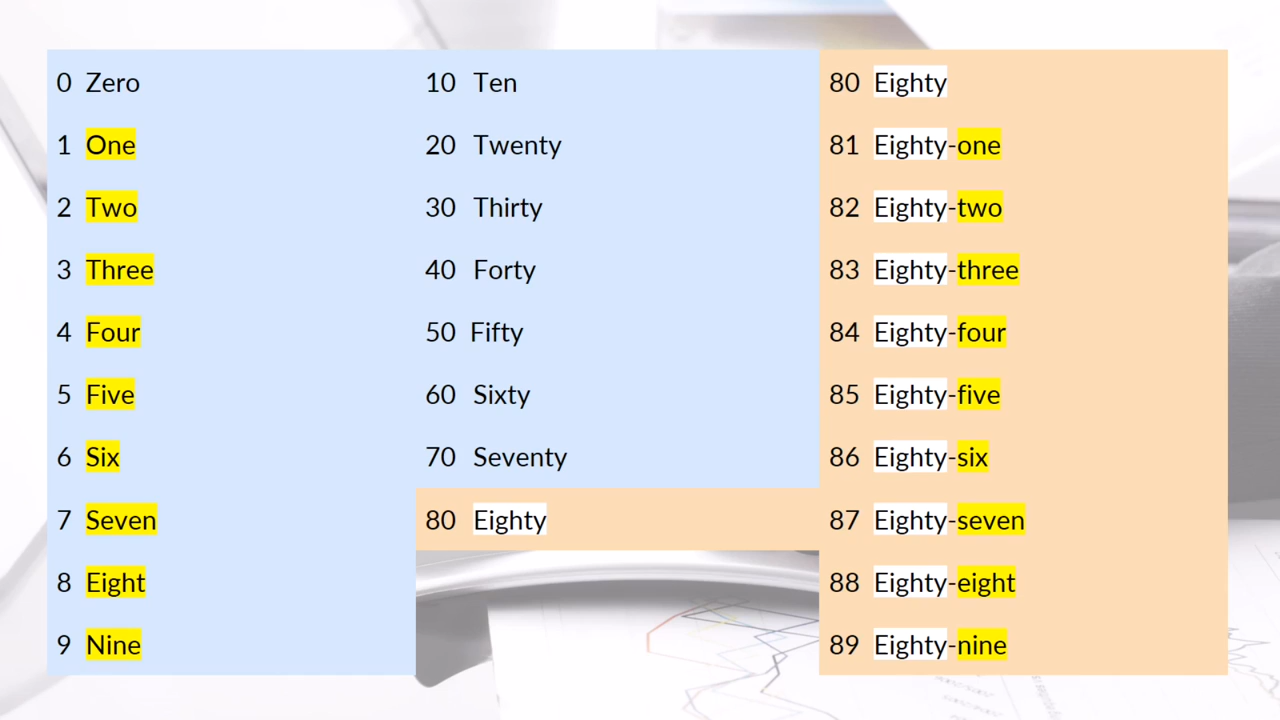 0 Zero
1 One
2 Two
3 Three
4 Four
5 Five
6 Six
7 Seven
8 Eight
9 Nine
10 Ten
20 Twenty
30 Thirty
40 Forty
50 Fifty
60 Sixty
70 Seventy
80 Eighty
80 Eighty
81 Eighty-one
82 Eighty-two
83 Eighty-three
84 Eighty-four
85 Eighty-five
86 Eighty-six
87 Eighty-seven
88 Eighty-eight
89 Eighty-nine